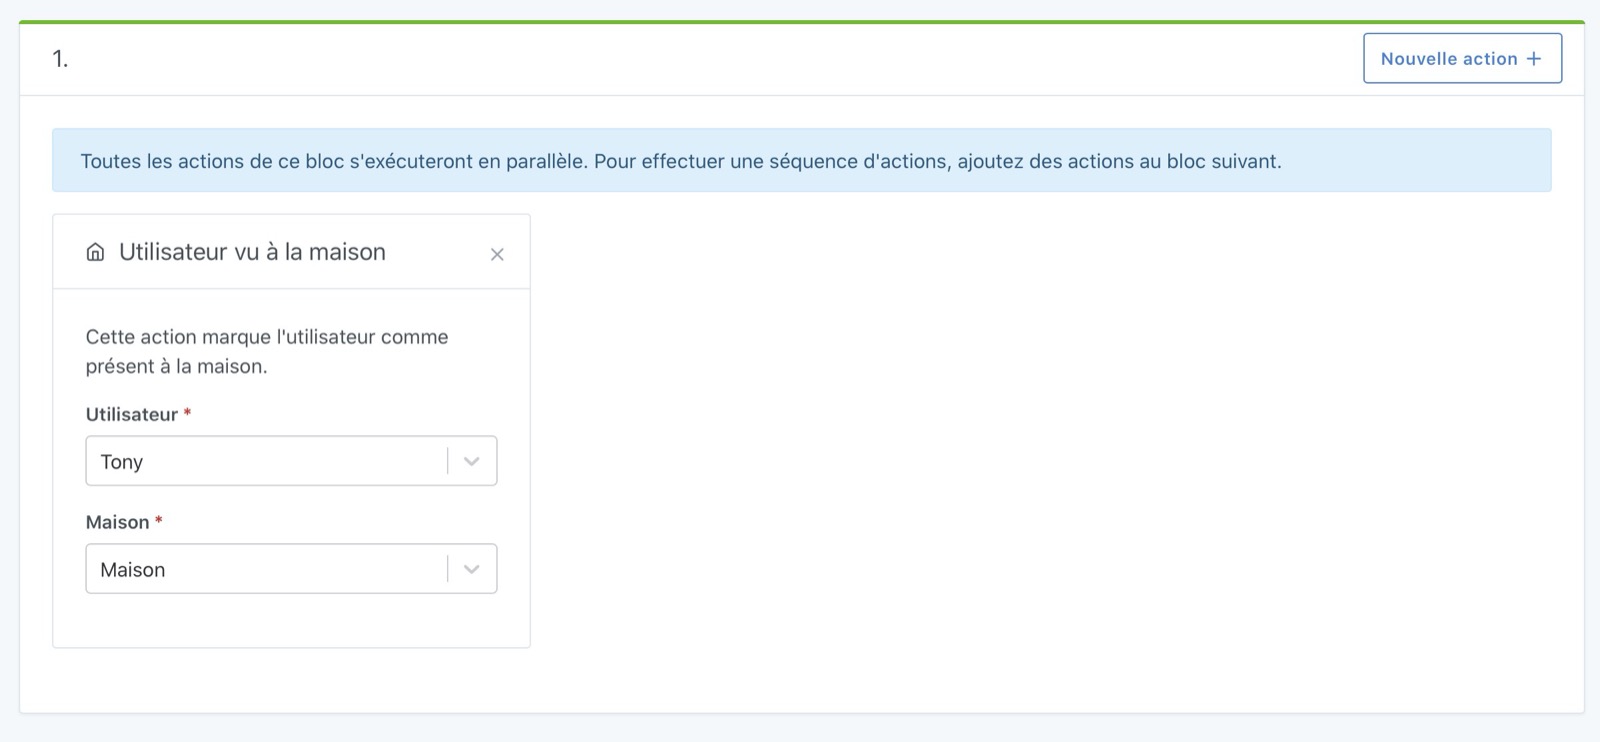 1.
Nouvelle action +
Toutes les actions de ce bloc s'exécuteront en parallèle. Pour effectuer une séquence d'actions, ajoutez des actions au bloc suivant.
Utilisateur vu à la maison
Cette action marque l'utilisateur comme
présent à la maison.
Utilisateur *
Tony
Maison *
Maison